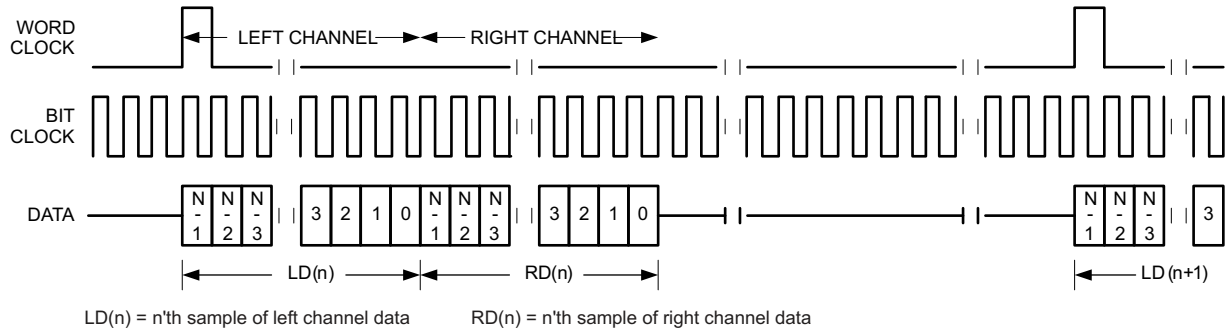 WORD
CLOCK
LEFT CHANNEL
RIGHT CHANNEL
BIT
CLOCK
DATA
N
-
1
N
-
2
N
-
3
3 2 1 0
N
-
1
N
-
2
N
-
3
3 2 1 0
N
-
1
N
-
2
N
-
3
3
LD(n)
RD(n)
LD (n+1)
LD(n) = n'th sample of left channel data
RD(n) = n'th sample of right channel data